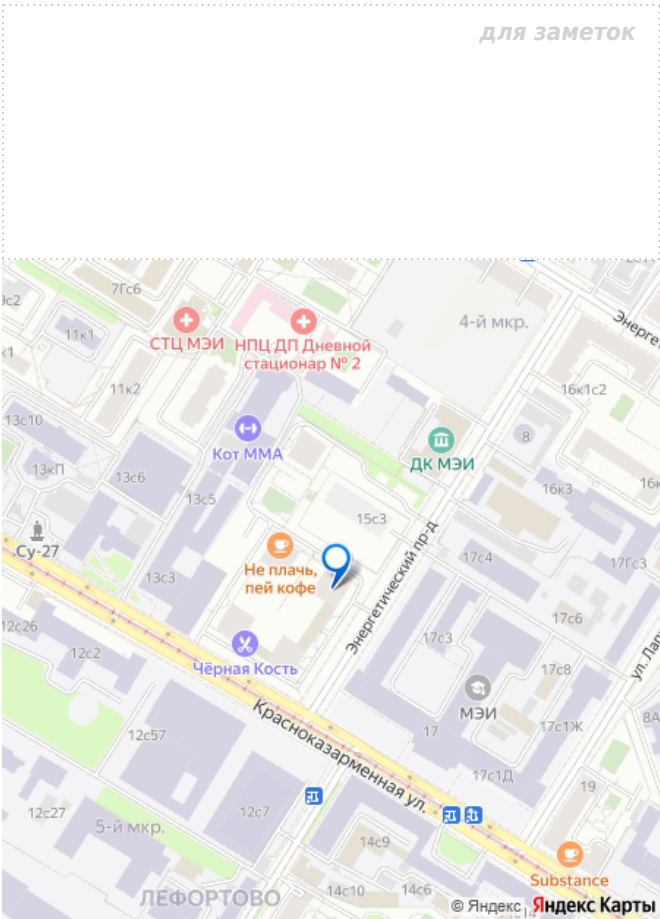 для заметок
7Гс6
9с2
4-й мкр.
11к1
СТЦ МЭИ
НПЦ ДП Дневной
стационар № 2
к1
11к2
16к1с2
13с10
Кот ММА
8
ДК МЭИ
13кП
13с6
16к3
13с5
15с3
Су-27
Не плачь,
пей кофе
Энергетический пр-д
17с4
17Гс3
13с3
17с6
12с26
12с2
17с3
Чёрная Кость
17с8
МЭИ
Красноказарменная ул.
12с57
17
17с1Ж
8А
17с1Д
19
12с27
5-й мкр.
12с7
14с9
Substance
ЛЕФОРТОВО
14с10
14с6
© Яндекс Яндекс Карты